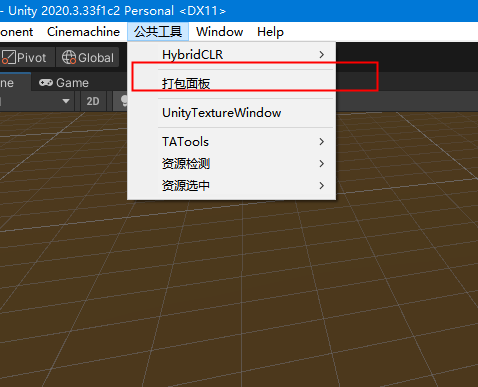 - Unity 2020.3.33f1c2 Personal <DX11>
onent Cinemachine 公共工具 Window Help
Pivot Global
HybridCLR
ne Game
打包面板
2D
UnityTextureWindow
TATools
资源检测
资源选中